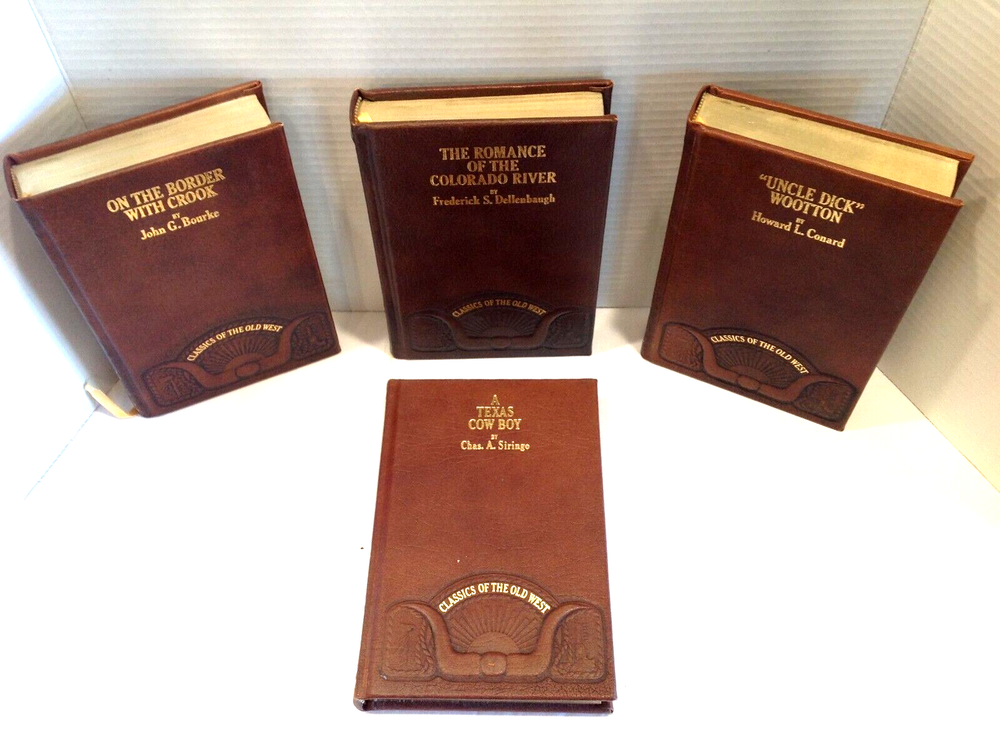 ON THE BORDER
WITH CROOK
BY
John G. Bourke
CLASSICS OF THE OLD WEST
THE ROMANCE
OF THE
COLORADO RIVER
BY
Frederick S. Dellenbaugh
CLASSICS OF THE OLD WEST
"UNCLE DICK"
WOOTTON
BY
Howard L. Conard
CLASSICS OF THE OLD WEST
A
TEXAS
COW BOY
BY
Chas. A. Siringo
CLASSICS OF THE OLD WEST